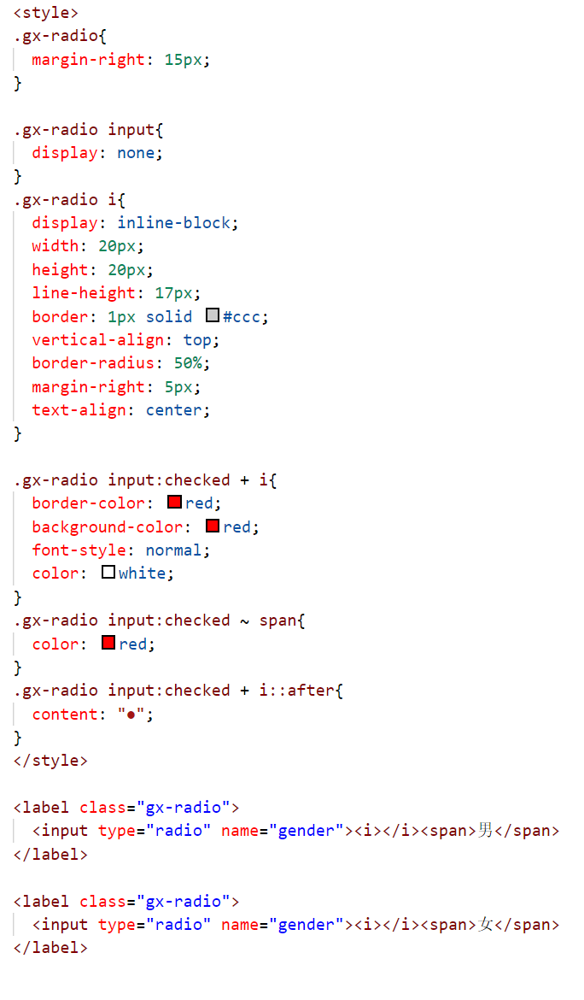 <style>
.gx-radio{
  margin-right: 15px;
}

.gx-radio input{
  display: none;
}
.gx-radio i{
  display: inline-block;
  width: 20px;
  height: 20px;
  line-height: 17px;
  border: 1px solid #ccc;
  vertical-align: top;
  border-radius: 50%;
  margin-right: 5px;
  text-align: center;
}

.gx-radio input:checked + i{
  border-color: red;
  background-color: red;
  font-style: normal;
  color: white;
}
.gx-radio input:checked ~ span{
  color: red;
}
.gx-radio input:checked + i::after{
  content: "●";
}
</style>

<label class="gx-radio">
  <input type="radio" name="gender"><i></i><span>男</span>
</label>

<label class="gx-radio">
  <input type="radio" name="gender"><i></i><span>女</span>
</label>